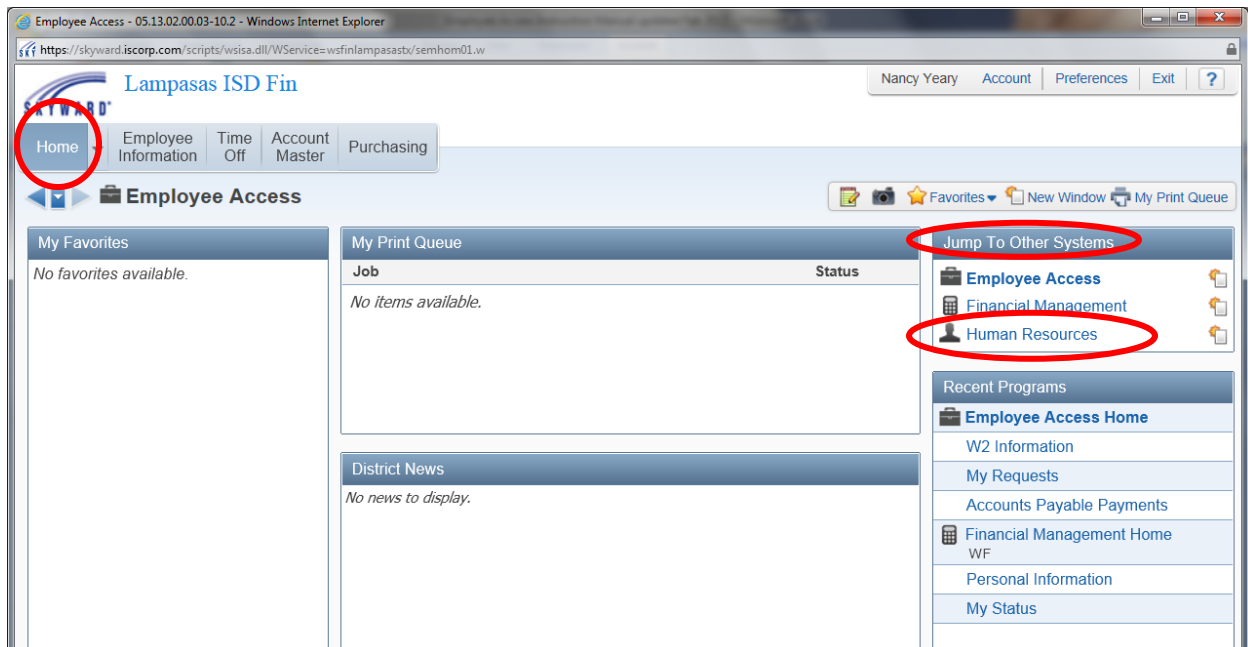 Employee Access - 05.13.02.00.03-10.2 - Windows Internet Explorer
https://skyward.iscorp.com/scripts/wsisa.dll/WService=wsfinlampasastx/semhom01.w
SKYWARD
Lampasas ISD Fin
Nancy Yeary Account Preferences Exit ?
Home
Employee Information
Time Off
Account Master
Purchasing
Employee Access
Favorites New Window My Print Queue
My Favorites
No favorites available.
My Print Queue
Job Status
No items available.
District News
No news to display.
Jump To Other Systems
Employee Access
Financial Management
Human Resources
Recent Programs
Employee Access Home
W2 Information
My Requests
Accounts Payable Payments
Financial Management Home
WF
Personal Information
My Status